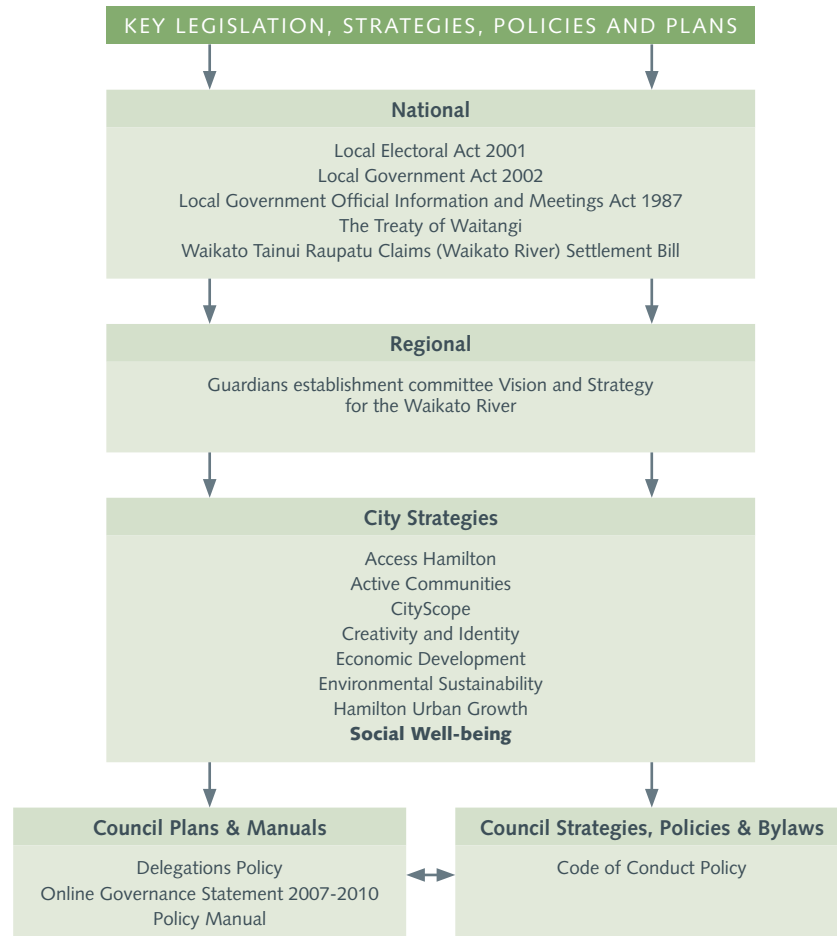 KEY LEGISLATION, STRATEGIES, POLICIES AND PLANS
National
Local Electoral Act 2001
Local Government Act 2002
Local Government Official Information and Meetings Act 1987
The Treaty of Waitangi
Waikato Tainui Raupatu Claims (Waikato River) Settlement Bill
Regional
Guardians establishment committee Vision and Strategy
for the Waikato River
City Strategies
Access Hamilton
Active Communities
CityScope
Creativity and Identity
Economic Development
Environmental Sustainability
Hamilton Urban Growth
Social Well-being
Council Plans & Manuals
Delegations Policy
Online Governance Statement 2007-2010
Policy Manual
Council Strategies, Policies & Bylaws
Code of Conduct Policy